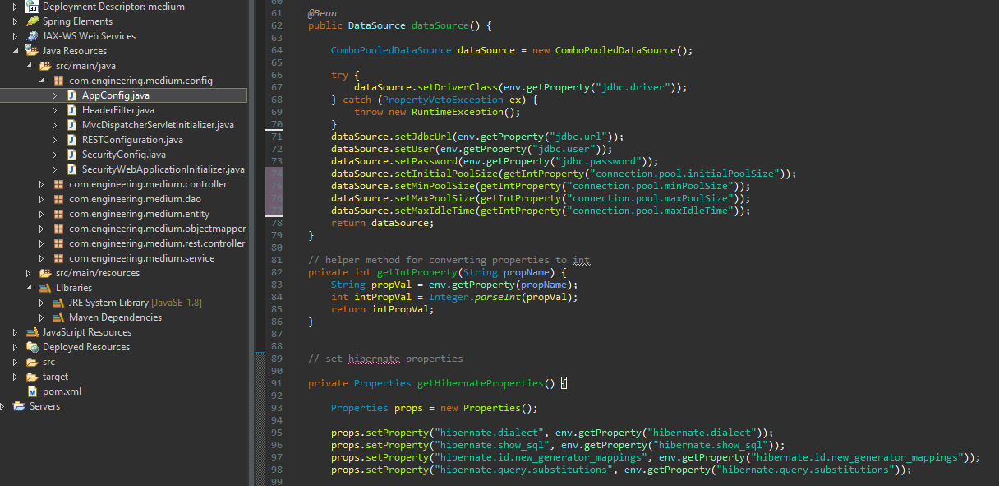 Deployment Descriptor: medium
Spring Elements
JAX-WS Web Services
Java Resources
src/main/java
com.engineering.medium.config
AppConfig.java
HeaderFilter.java
MvcDispatcherServletInitializer.java
RESTConfiguration.java
SecurityConfig.java
SecurityWebApplicationInitializer.java
com.engineering.medium.controller
com.engineering.medium.dao
com.engineering.medium.entity
com.engineering.medium.objectmapper
com.engineering.medium.rest.controller
com.engineering.medium.service
src/main/resources
Libraries
JRE System Library [JavaSE-1.8]
Maven Dependencies
JavaScript Resources
Deployed Resources
src
target
pom.xml
Servers
60
61 @Bean
62 public DataSource dataSource() {
63
64 ComboPooledDataSource dataSource = new ComboPooledDataSource();
65
66 try {
67 dataSource.setDriverClass(env.getProperty("jdbc.driver"));
68 } catch (PropertyVetoException ex) {
69 throw new RuntimeException();
70 }
71 dataSource.setJdbcUrl(env.getProperty("jdbc.url"));
72 dataSource.setUser(env.getProperty("jdbc.user"));
73 dataSource.setPassword(env.getProperty("jdbc.password"));
74 dataSource.setInitialPoolSize(getIntProperty("connection.pool.initialPoolSize"));
75 dataSource.setMinPoolSize(getIntProperty("connection.pool.minPoolSize"));
76 dataSource.setMaxPoolSize(getIntProperty("connection.pool.maxPoolSize"));
77 dataSource.setMaxIdleTime(getIntProperty("connection.pool.maxIdleTime"));
78 return dataSource;
79 }
80
81 // helper method for converting properties to int
82 private int getIntProperty(String propName) {
83 String propVal = env.getProperty(propName);
84 int intPropVal = Integer.parseInt(propVal);
85 return intPropVal;
86 }
87
88
89 // set hibernate properties
90
91 private Properties getHibernateProperties() {
92
93 Properties props = new Properties();
94
95 props.setProperty("hibernate.dialect", env.getProperty("hibernate.dialect"));
96 props.setProperty("hibernate.show_sql", env.getProperty("hibernate.show_sql"));
97 props.setProperty("hibernate.id.new_generator_mappings", env.getProperty("hibernate.id.new_generator_mappings"));
98 props.setProperty("hibernate.query.substitutions", env.getProperty("hibernate.query.substitutions"));
99